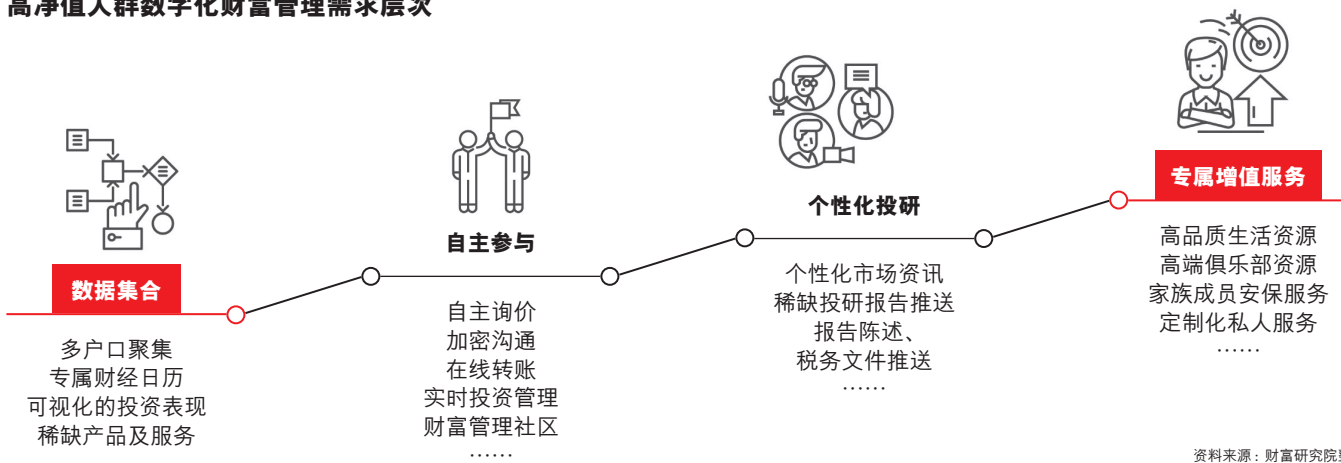 高净值人群数字化财富管理需求层次
数据集合
多户口聚集
专属财经日历
可视化的投资表现
稀缺产品及服务
自主参与
自主询价
加密沟通
在线转账
实时投资管理
财富管理社区
……
个性化投研
个性化市场资讯
稀缺投研报告推送
报告陈述、
税务文件推送
……
专属增值服务
高品质生活资源
高端俱乐部资源
家族成员安保服务
定制化私人服务
……
资料来源：财富研究院